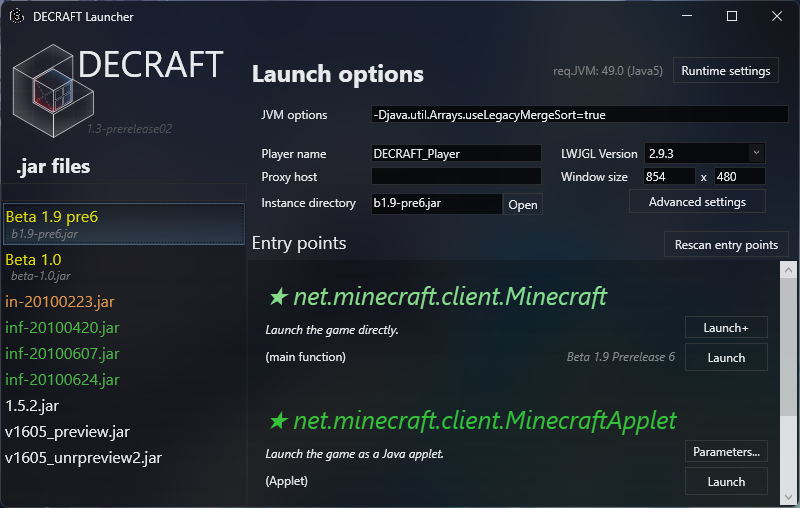 DECRAFT Launcher
DECRAFT
1.3-prerelease02
.jar files
Beta 1.9 pre6
b1.9-pre6.jar
Beta 1.0
beta-1.0.jar
in-20100223.jar
inf-20100420.jar
inf-20100607.jar
inf-20100624.jar
1.5.2.jar
v1605_preview.jar
v1605_unrpreview2.jar
Launch options
req.JVM: 49.0 (Java5)
Runtime settings
JVM options
-Djava.util.Arrays.useLegacyMergeSort=true
Player name
DECRAFT_Player
LWJGL Version
2.9.3
Proxy host
Window size
854 x 480
Instance directory
b1.9-pre6.jar
Open
Advanced settings
Entry points
Rescan entry points
★ net.minecraft.client.Minecraft
Launch the game directly.
Launch+
(main function)
Beta 1.9 Prerelease 6
Launch
★ net.minecraft.client.MinecraftApplet
Launch the game as a Java applet.
Parameters...
(Applet)
Launch